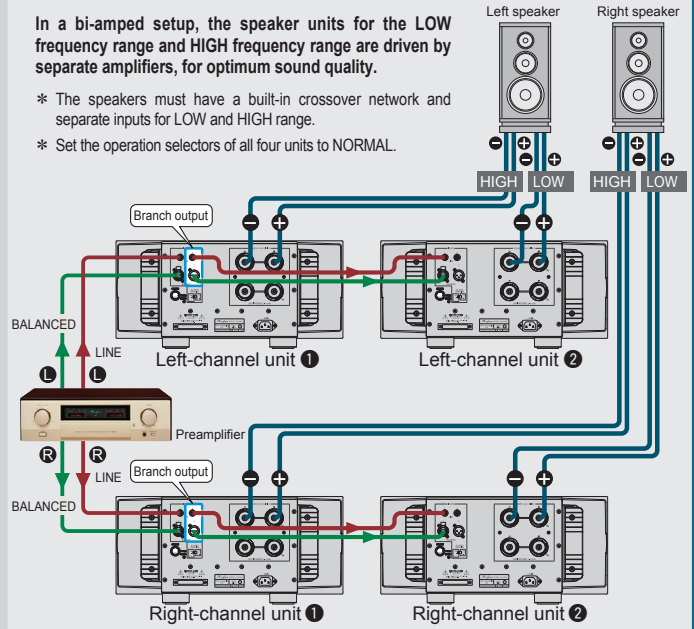 In a bi-amped setup, the speaker units for the LOW
frequency range and HIGH frequency range are driven by
separate amplifiers, for optimum sound quality.
* The speakers must have a built-in crossover network and
separate inputs for LOW and HIGH range.
* Set the operation selectors of all four units to NORMAL.
Left speaker
Right speaker
HIGH
LOW
HIGH
LOW
Branch output
BALANCED
LINE
L
L
Left-channel unit ❶
Left-channel unit ❷
Preamplifier
R
R
LINE
BALANCED
Branch output
Right-channel unit ❶
Right-channel unit ❷